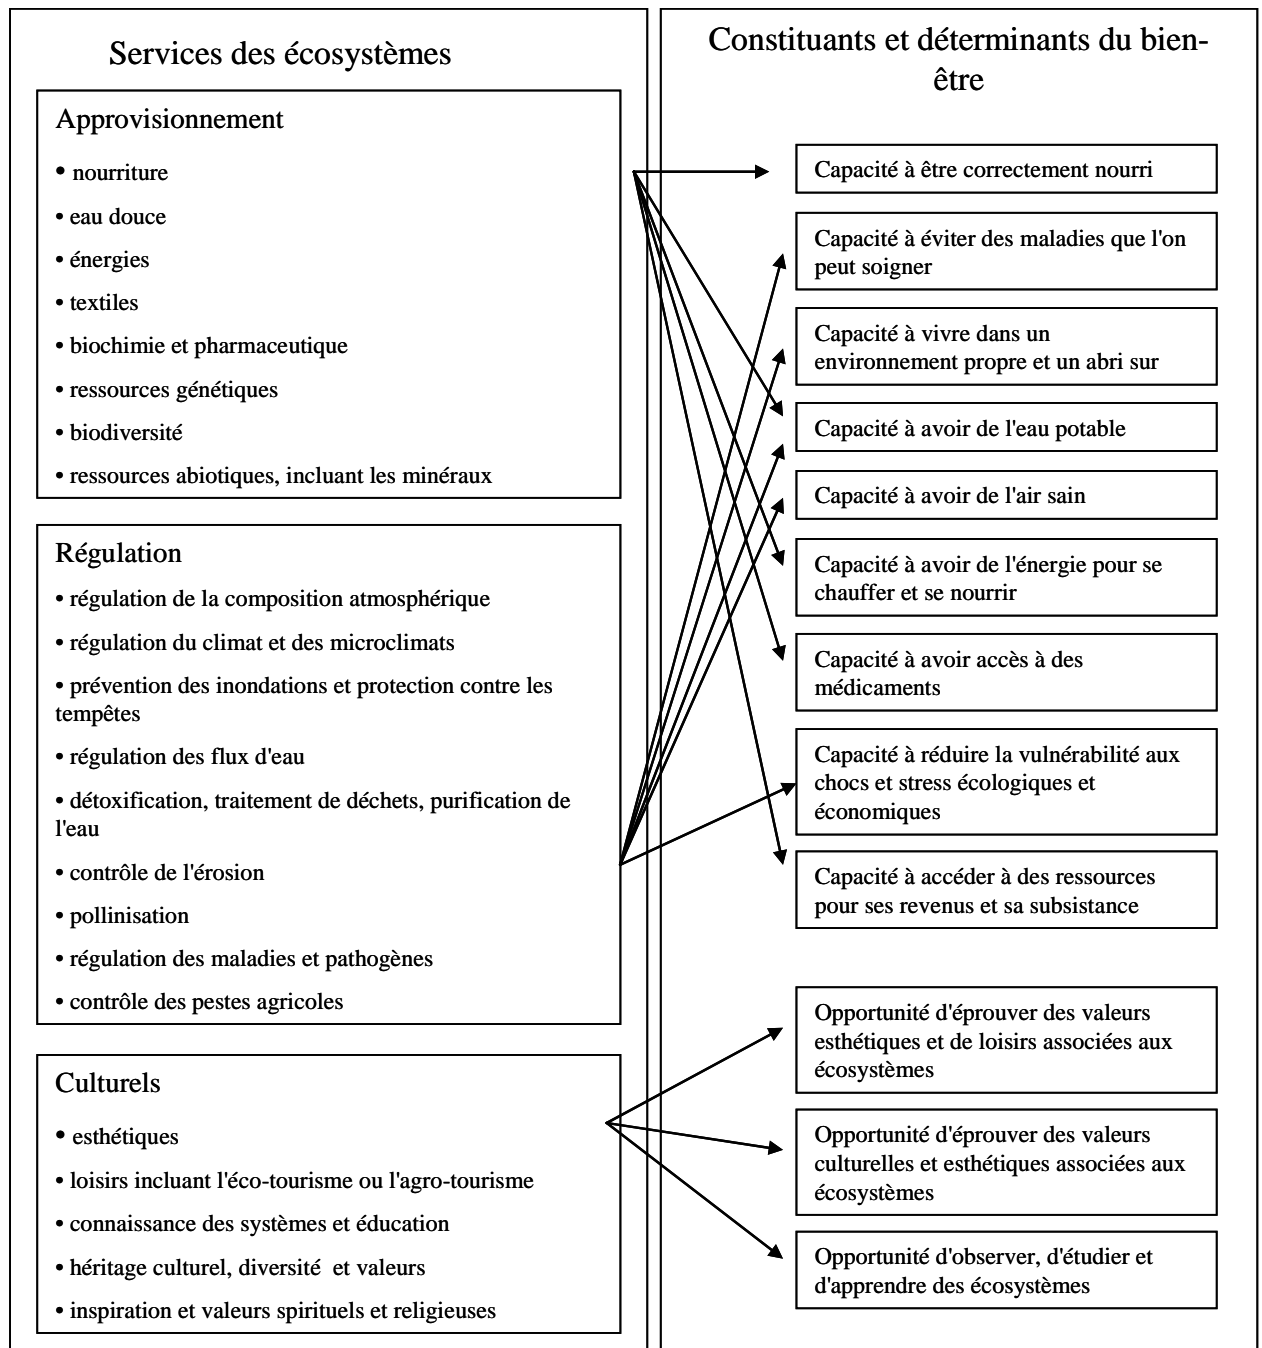 Services des écosystèmes
Approvisionnement
• nourriture
• eau douce
• énergies
• textiles
• biochimie et pharmaceutique
• ressources génétiques
• biodiversité
• ressources abiotiques, incluant les minéraux
Régulation
• régulation de la composition atmosphérique
• régulation du climat et des microclimats
• prévention des inondations et protection contre les
tempêtes
• régulation des flux d'eau
• détoxification, traitement de déchets, purification de
l'eau
• contrôle de l'érosion
• pollinisation
• régulation des maladies et pathogènes
• contrôle des pestes agricoles
Culturels
• esthétiques
• loisirs incluant l'éco-tourisme ou l'agro-tourisme
• connaissance des systèmes et éducation
• héritage culturel, diversité et valeurs
• inspiration et valeurs spirituels et religieuses
Constituants et déterminants du bien-
être
Capacité à être correctement nourri
Capacité à éviter des maladies que l'on
peut soigner
Capacité à vivre dans un
environnement propre et un abri sur
Capacité à avoir de l'eau potable
Capacité à avoir de l'air sain
Capacité à avoir de l'énergie pour se
chauffer et se nourrir
Capacité à avoir accès à des
médicaments
Capacité à réduire la vulnérabilité aux
chocs et stress écologiques et
économiques
Capacité à accéder à des ressources
pour ses revenus et sa subsistance
Opportunité d'éprouver des valeurs
esthétiques et de loisirs associées aux
écosystèmes
Opportunité d'éprouver des valeurs
culturelles et esthétiques associées aux
écosystèmes
Opportunité d'observer, d'étudier et
d'apprendre des écosystèmes